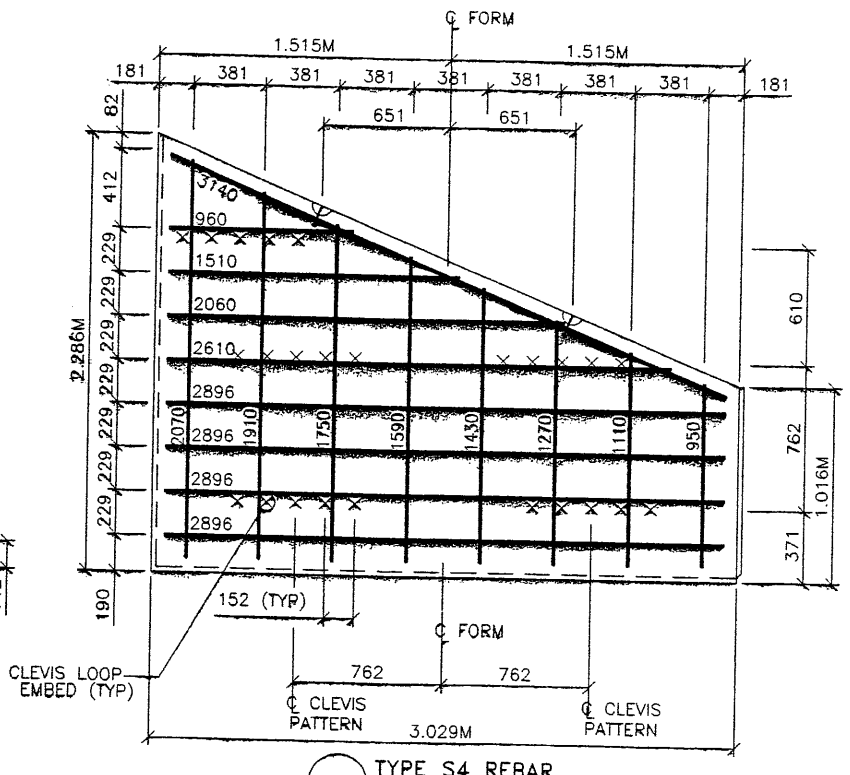 ℄ FORM
1.515M 1.515M
181 381 381 381 381 381 381 381 181
651 651
82
412
229
229
229
229
229
229
229
190
2.286M
3140
960
1510
2060
2610
2896
2896
2896
2896
2070 1910 1750 1590 1430 1270 1110 950
610
762
371
1.016M
152 (TYP)
℄ FORM
CLEVIS LOOP
EMBED (TYP)
762 762
℄ CLEVIS
PATTERN
℄ CLEVIS
PATTERN
3.029M
TYPE S4 REBAR